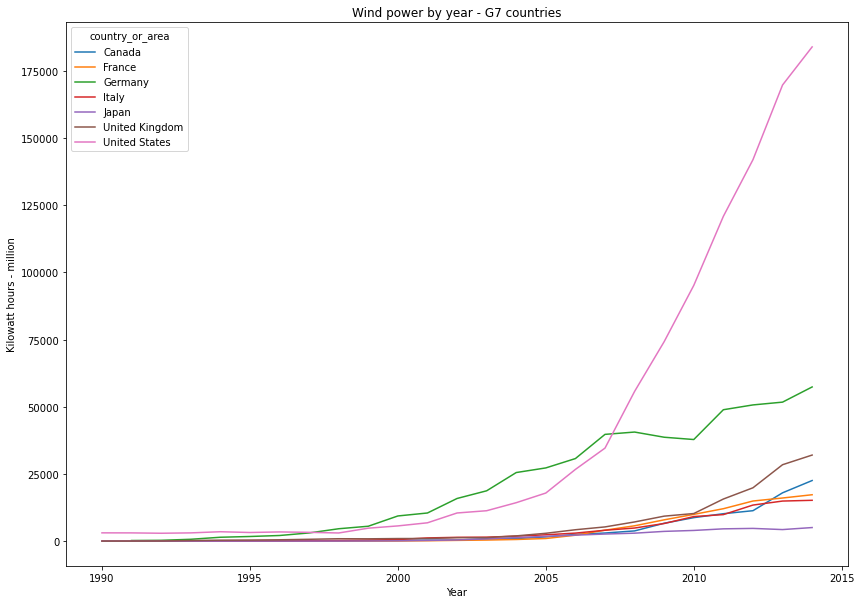 Wind power by year - G7 countries
country_or_area
Canada
France
Germany
Italy
Japan
United Kingdom
United States
175000
150000
125000
100000
75000
50000
25000
0
Kilowatt hours - million
1990
1995
2000
2005
2010
2015
Year